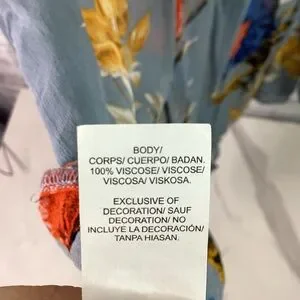 BODY/
CORPS/ CUERPO/ BADAN.
100% VISCOSE/ VISCOSE/
VISCOSA/ VISKOSA.
EXCLUSIVE OF
DECORATION/ SAUF
DECORATION/ NO
INCLUYE LA DECORACIÓN/
TANPA HIASAN.